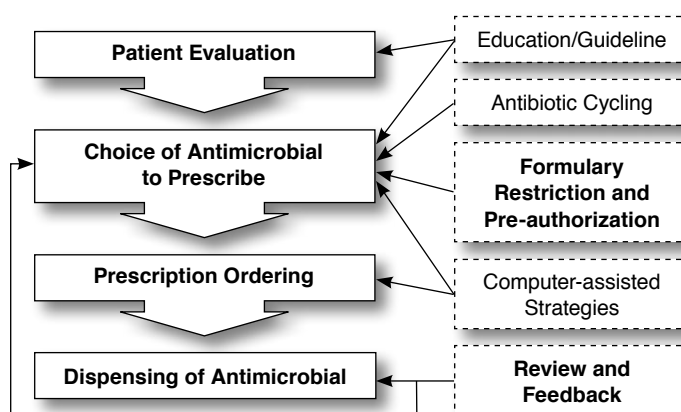 Patient Evaluation
Education/Guideline
Antibiotic Cycling
Choice of Antimicrobial
to Prescribe
Formulary
Restriction and
Pre-authorization
Prescription Ordering
Computer-assisted
Strategies
Dispensing of Antimicrobial
Review and
Feedback